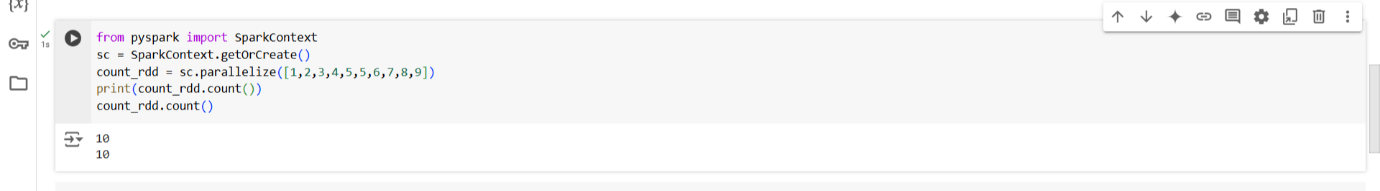 {x}
1s
from pyspark import SparkContext
sc = SparkContext.getOrCreate()
count_rdd = sc.parallelize([1,2,3,4,5,5,6,7,8,9])
print(count_rdd.count())
count_rdd.count()
10
10